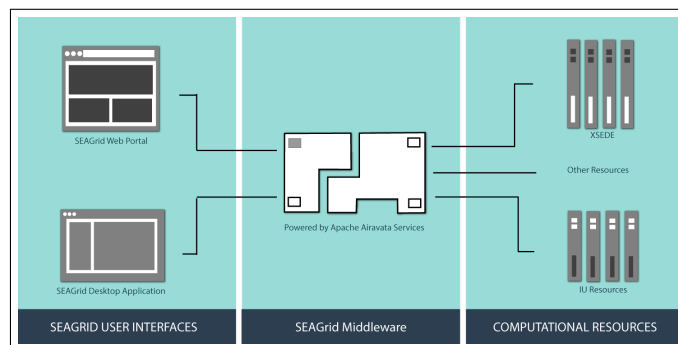 SEAGrid Web Portal
SEAGrid Desktop Application
SEAGRID USER INTERFACES
Powered by Apache Airavata Services
SEAGrid Middleware
XSEDE
Other Resources
IU Resources
COMPUTATIONAL RESOURCES